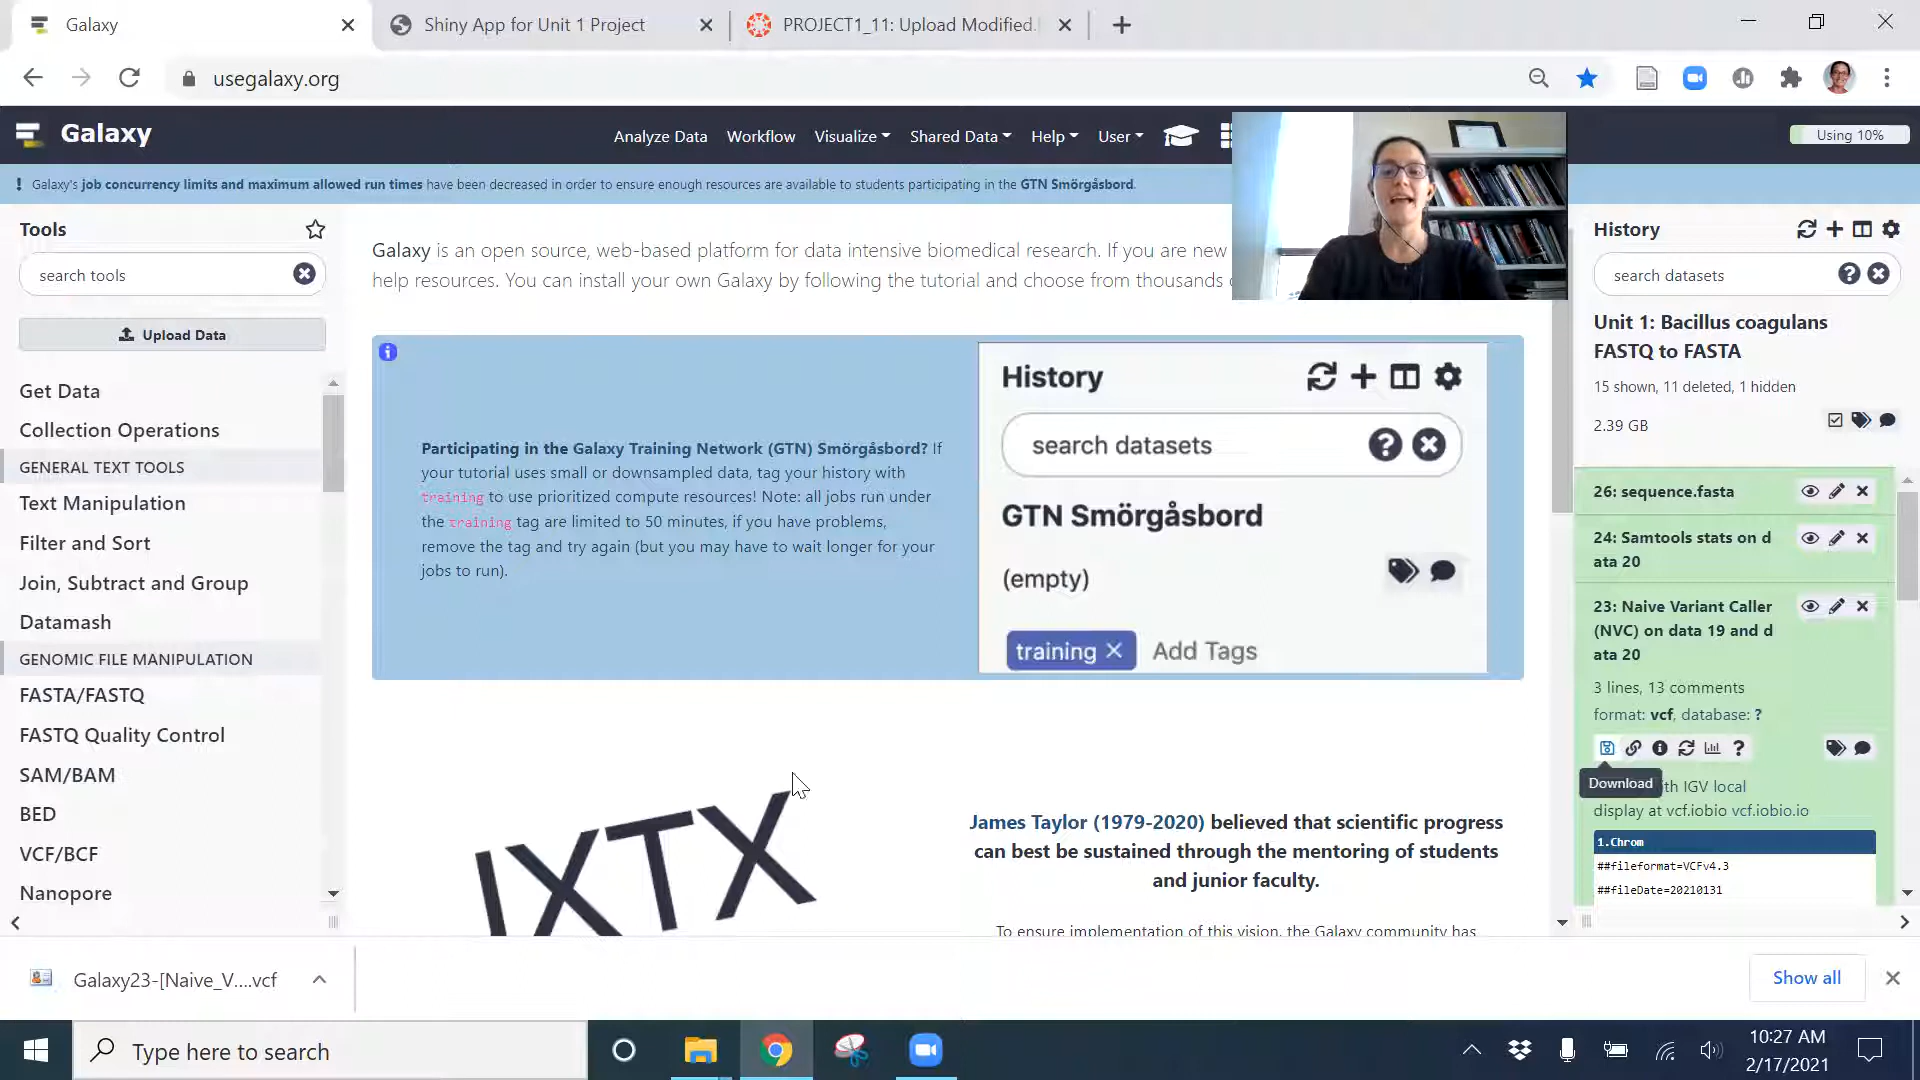 Galaxy
Shiny App for Unit 1 Project
PROJECT1_11: Upload Modified.
usegalaxy.org
Galaxy
Analyze Data
Workflow
Visualize
Shared Data
Help
User
Using 10%
Galaxy's job concurrency limits and maximum allowed run times have been decreased in order to ensure enough resources are available to students participating in the GTN Smörgåsbord.
Tools
search tools
Upload Data
Get Data
Collection Operations
GENERAL TEXT TOOLS
Text Manipulation
Filter and Sort
Join, Subtract and Group
Datamash
GENOMIC FILE MANIPULATION
FASTA/FASTQ
FASTQ Quality Control
SAM/BAM
BED
VCF/BCF
Nanopore
Galaxy is an open source, web-based platform for data intensive biomedical research. If you are new
help resources. You can install your own Galaxy by following the tutorial and choose from thousands
Participating in the Galaxy Training Network (GTN) Smörgåsbord? If
your tutorial uses small or downsampled data, tag your history with
training to use prioritized compute resources! Note: all jobs run under
the training tag are limited to 50 minutes, if you have problems,
remove the tag and try again (but you may have to wait longer for your
jobs to run).
History
search datasets
GTN Smörgåsbord
(empty)
training
Add Tags
JXTX
James Taylor (1979-2020) believed that scientific progress
can best be sustained through the mentoring of students
and junior faculty.
To ensure implementation of this vision, the Galaxy community has
History
search datasets
Unit 1: Bacillus coagulans
FASTQ to FASTA
15 shown, 11 deleted, 1 hidden
2.39 GB
26: sequence.fasta
24: Samtools stats on d
ata 20
23: Naive Variant Caller
(NVC) on data 19 and d
ata 20
3 lines, 13 comments
format: vcf, database: ?
Download
th IGV local
display at vcf.iobio vcf.iobio.io
1.Chrom
##fileformat=VCFv4.3
##fileDate=20210131
Galaxy23-[Naive_V....vcf
Show all
Type here to search
10:27 AM
2/17/2021